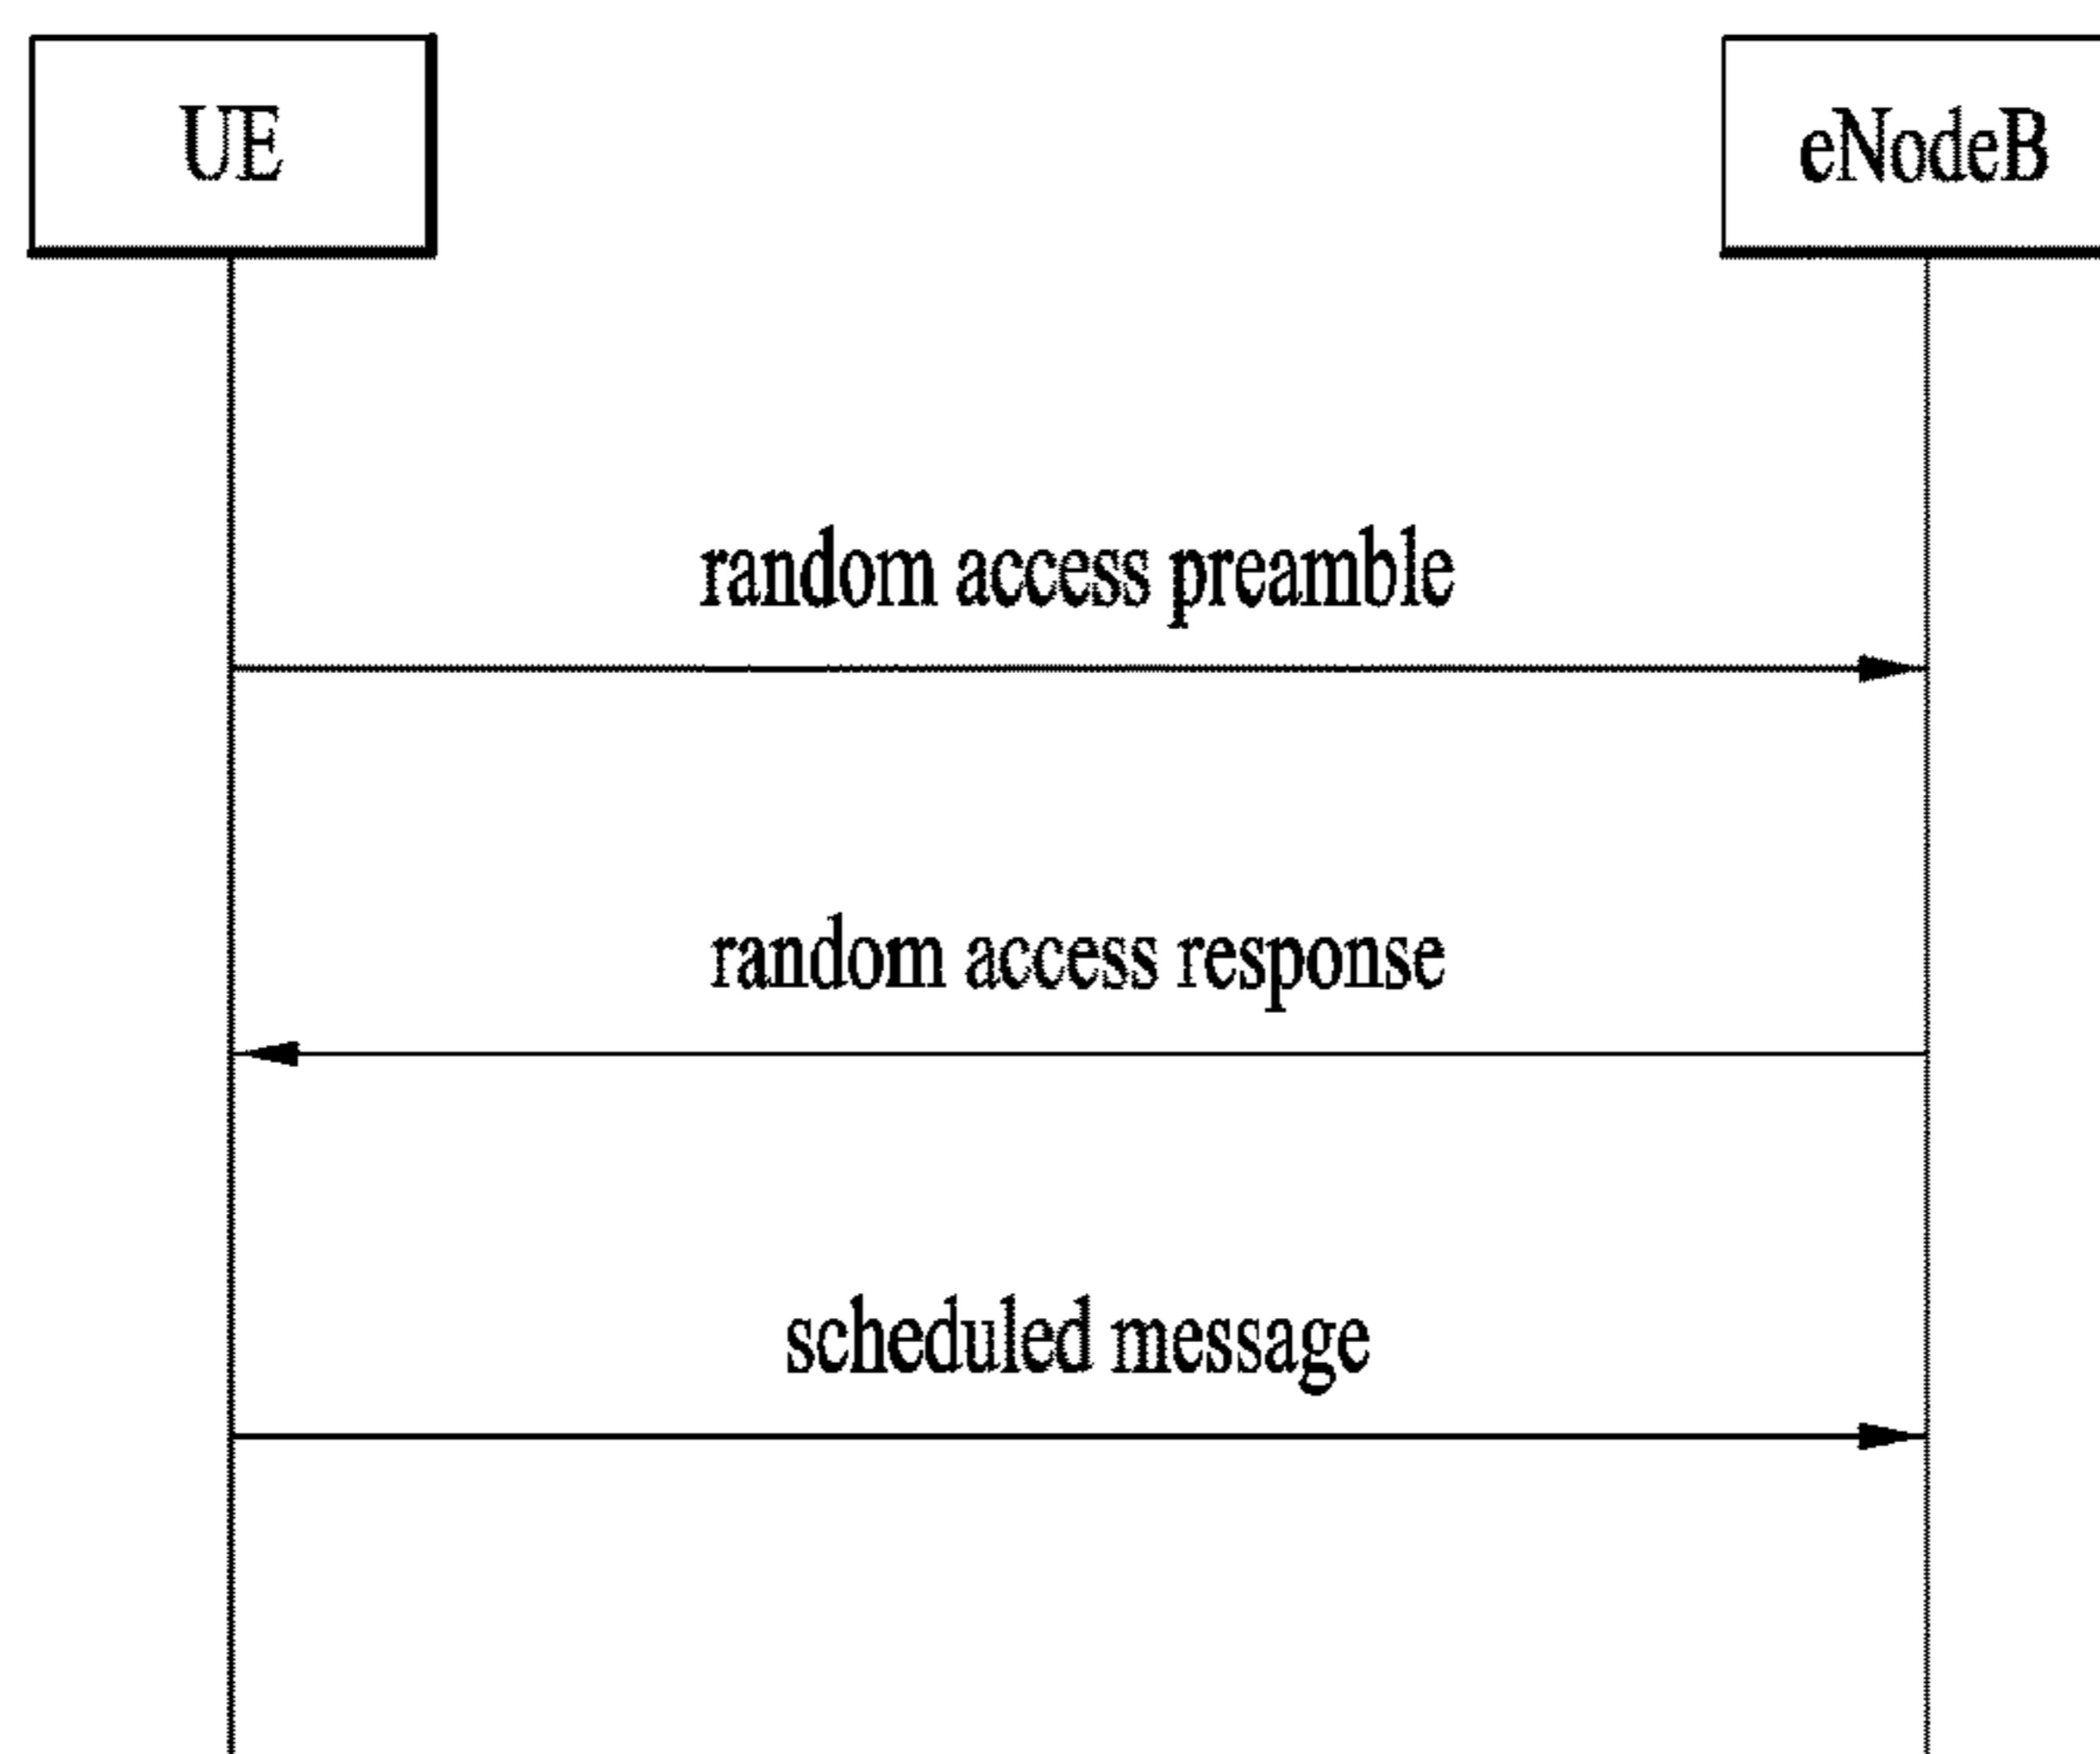 UE
eNodeB
random access preamble
random access response
scheduled message